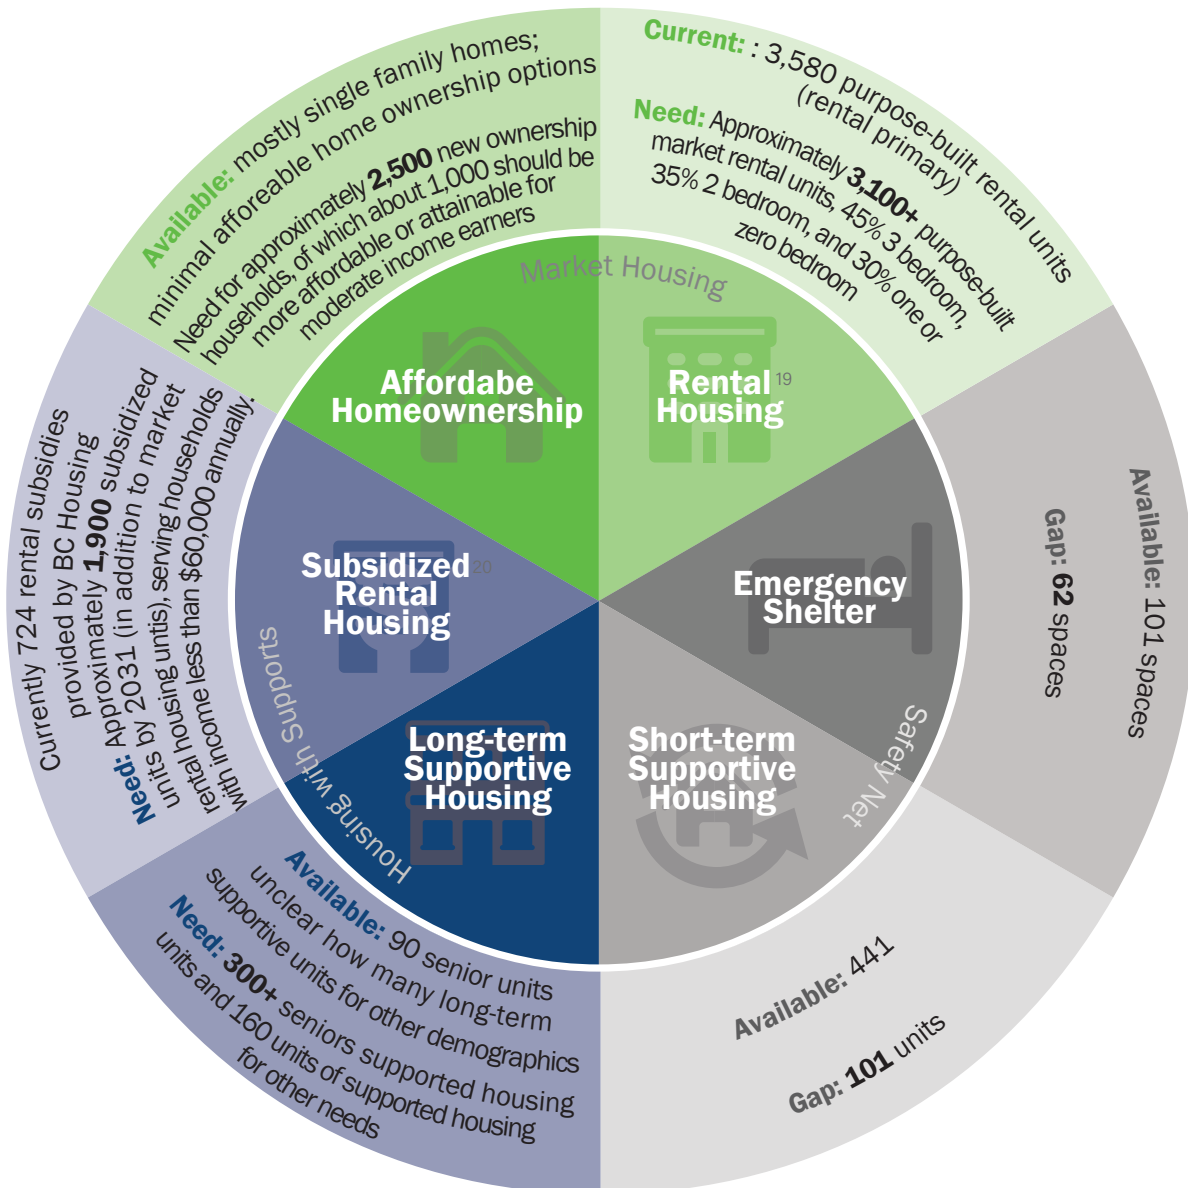 Available: mostly single family homes;
minimal afforeable home ownership options
Need for approximately 2,500 new ownership
households, of which about 1,000 should be
more affordable or attainable for
moderate income earners
Current: : 3,580 purpose-built rental units
(rental primary)
Need: Approximately 3,100+ purpose-built
market rental units, 45% 3 bedroom,
35% 2 bedroom, and 30% one or
zero bedroom
Market Housing
Affordabe
Homeownership
Rental 19
Housing
Available: 101 spaces
Gap: 62 spaces
Emergency
Shelter
Safety Net
Short-term
Supportive
Housing
Available: 441
Gap: 101 units
Long-term
Supportive
Housing
Housing with Supports
Available: 90 senior units
unclear how many long-term
supportive units for other demographics
Need: 300+ seniors supported housing
units and 160 units of supported housing
for other needs
Subsidized 20
Rental
Housing
Currently 724 rental subsidies
provided by BC Housing
Need: Approximately 1,900 subsidized
units by 2031 (in addition to market
rental housing untis), serving households
with income less than $60,000 annually.